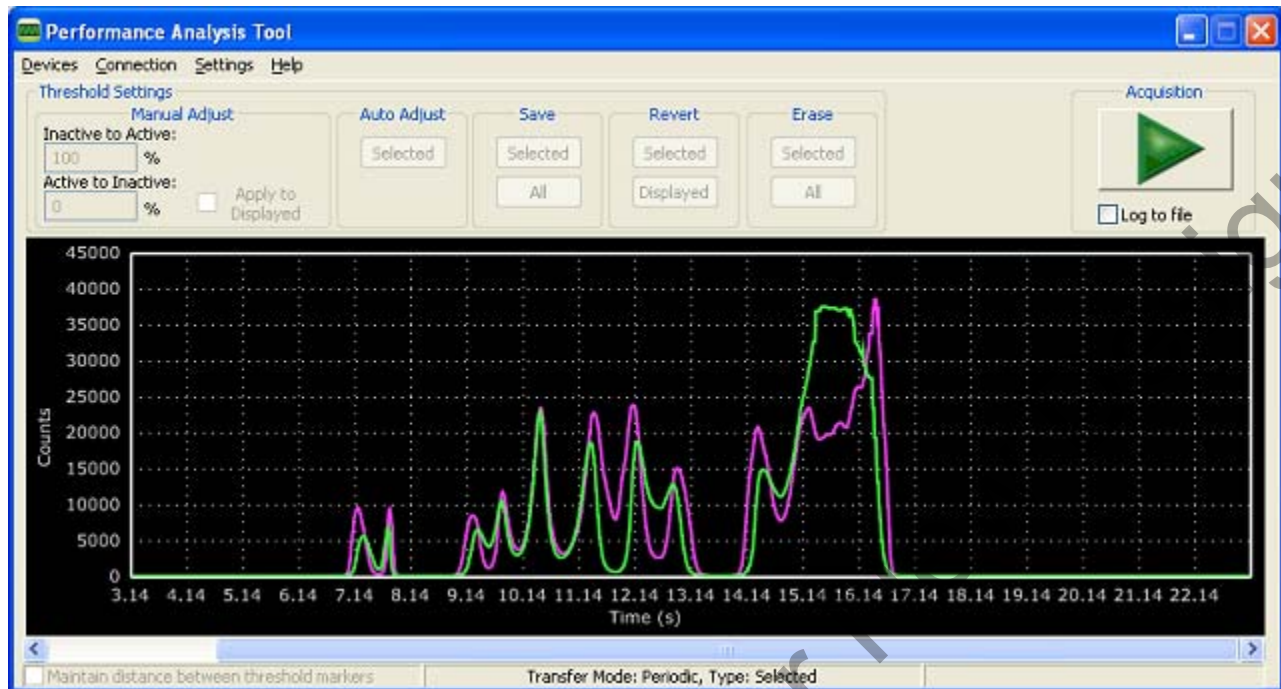 Performance Analysis Tool
Devices Connection Settings Help
Threshold Settings
Manual Adjust
Inactive to Active:
100 %
Active to Inactive:
0 %
Apply to
Displayed
Auto Adjust
Selected
Save
Selected
All
Revert
Selected
Displayed
Erase
Selected
All
Acquisition
Log to file
45000
40000
35000
30000
25000
20000
15000
10000
5000
0
Counts
3.14 4.14 5.14 6.14 7.14 8.14 9.14 10.14 11.14 12.14 13.14 14.14 15.14 16.14 17.14 18.14 19.14 20.14 21.14 22.14
Time (s)
Maintain distance between threshold markers
Transfer Mode: Periodic, Type: Selected